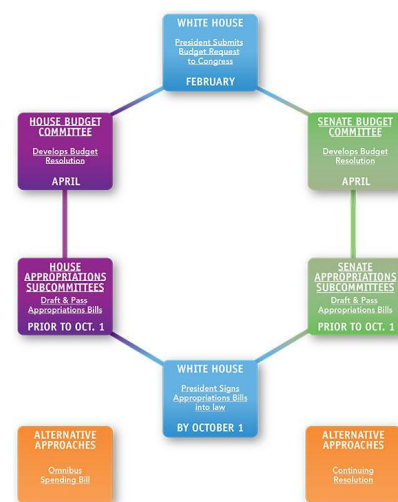 WHITE HOUSE
President Submits
Budget Request
to Congress
FEBRUARY
HOUSE BUDGET
COMMITTEE
Develops Budget
Resolution
APRIL
SENATE BUDGET
COMMITTEE
Develops Budget
Resolution
APRIL
HOUSE
APPROPRIATIONS
SUBCOMMITTEES
Draft & Pass
Appropriations Bills
PRIOR TO OCT. 1
SENATE
APPROPRIATIONS
SUBCOMMITTEES
Draft & Pass
Appropriations Bills
PRIOR TO OCT. 1
WHITE HOUSE
President Signs
Appropriations Bills
into law
BY OCTOBER 1
ALTERNATIVE
APPROACHES
Omnibus
Spending Bill
ALTERNATIVE
APPROACHES
Continuing
Resolution